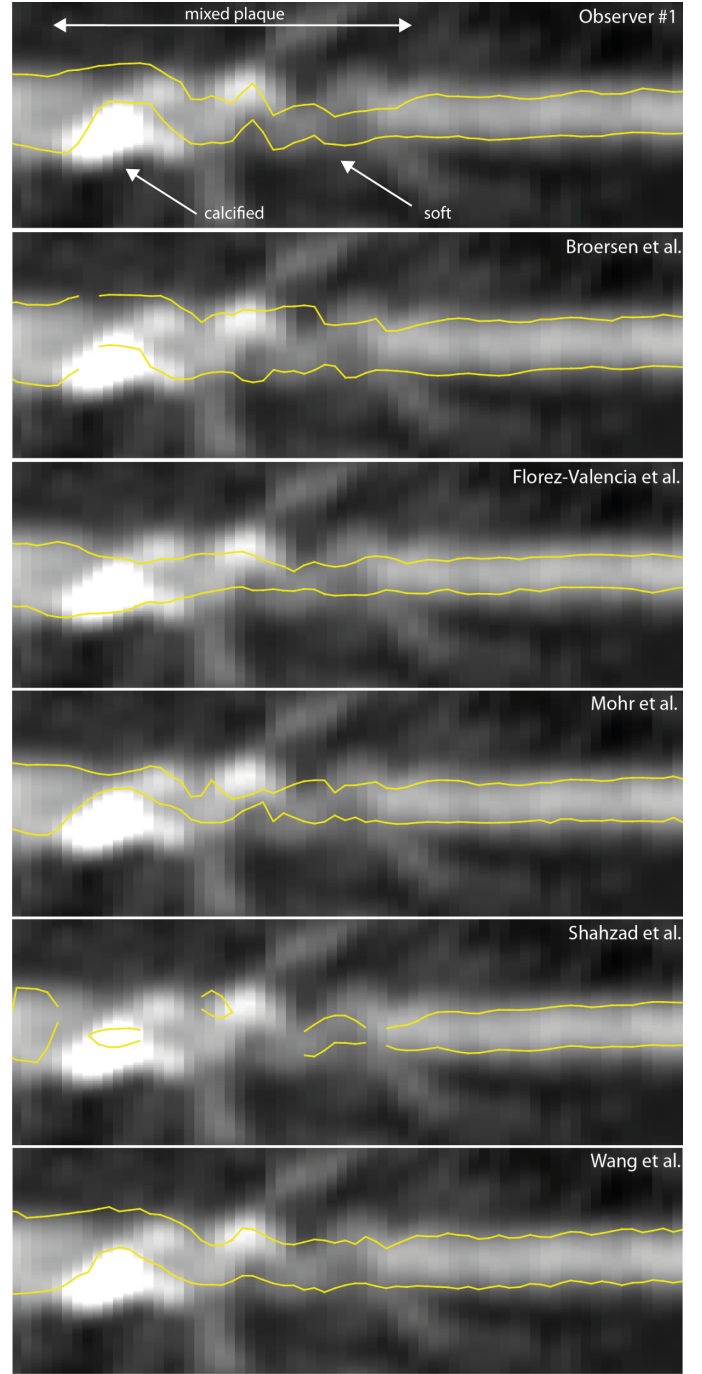 mixed plaque
Observer #1
calcified
soft
Broersen et al.
Florez-Valencia et al.
Mohr et al.
Shahzad et al.
Wang et al.